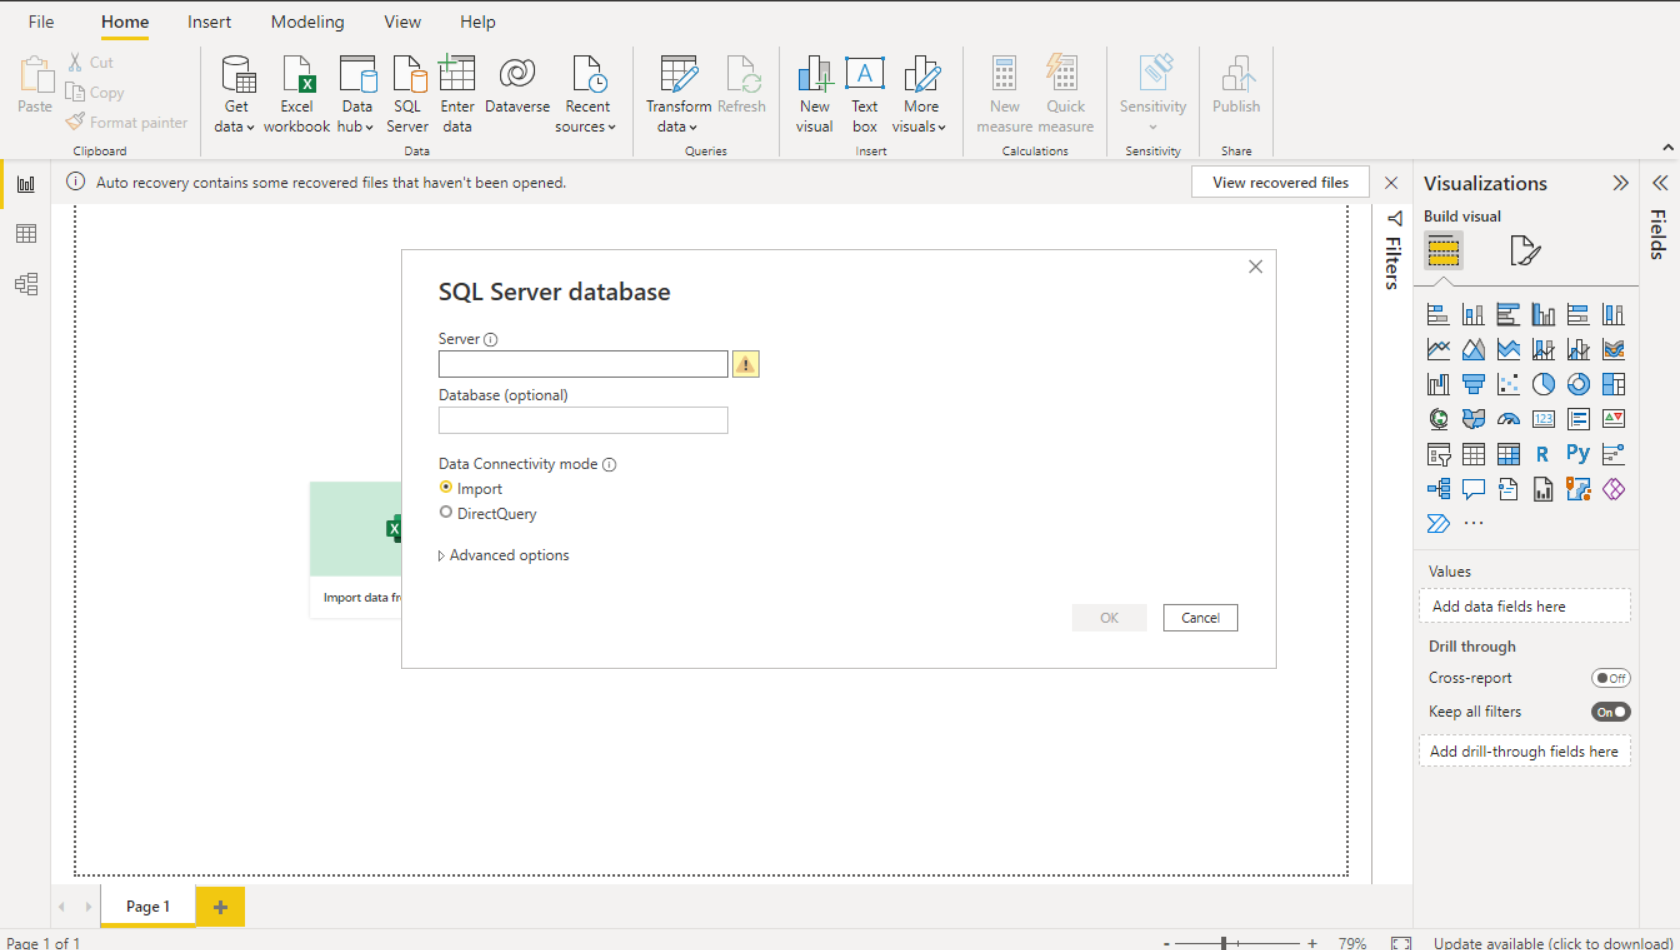 File Home Insert Modeling View Help
Paste
Cut
Copy
Format painter
Clipboard
Get data
Excel workbook
Data hub
SQL Server
Enter data
Dataverse
Recent sources
Data
Transform data
Refresh
Queries
New visual
Text box
More visuals
Insert
New measure
Quick measure
Calculations
Sensitivity
Sensitivity
Publish
Share
Auto recovery contains some recovered files that haven't been opened.
View recovered files
SQL Server database
Server
Database (optional)
Data Connectivity mode
Import
DirectQuery
Advanced options
OK
Cancel
X
Import data fr
Filters
Visualizations
Build visual
123
R
Py
Values
Add data fields here
Drill through
Cross-report
Off
Keep all filters
On
Add drill-through fields here
Fields
Page 1
+
Page 1 of 1
- + 79%
Update available (click to download)